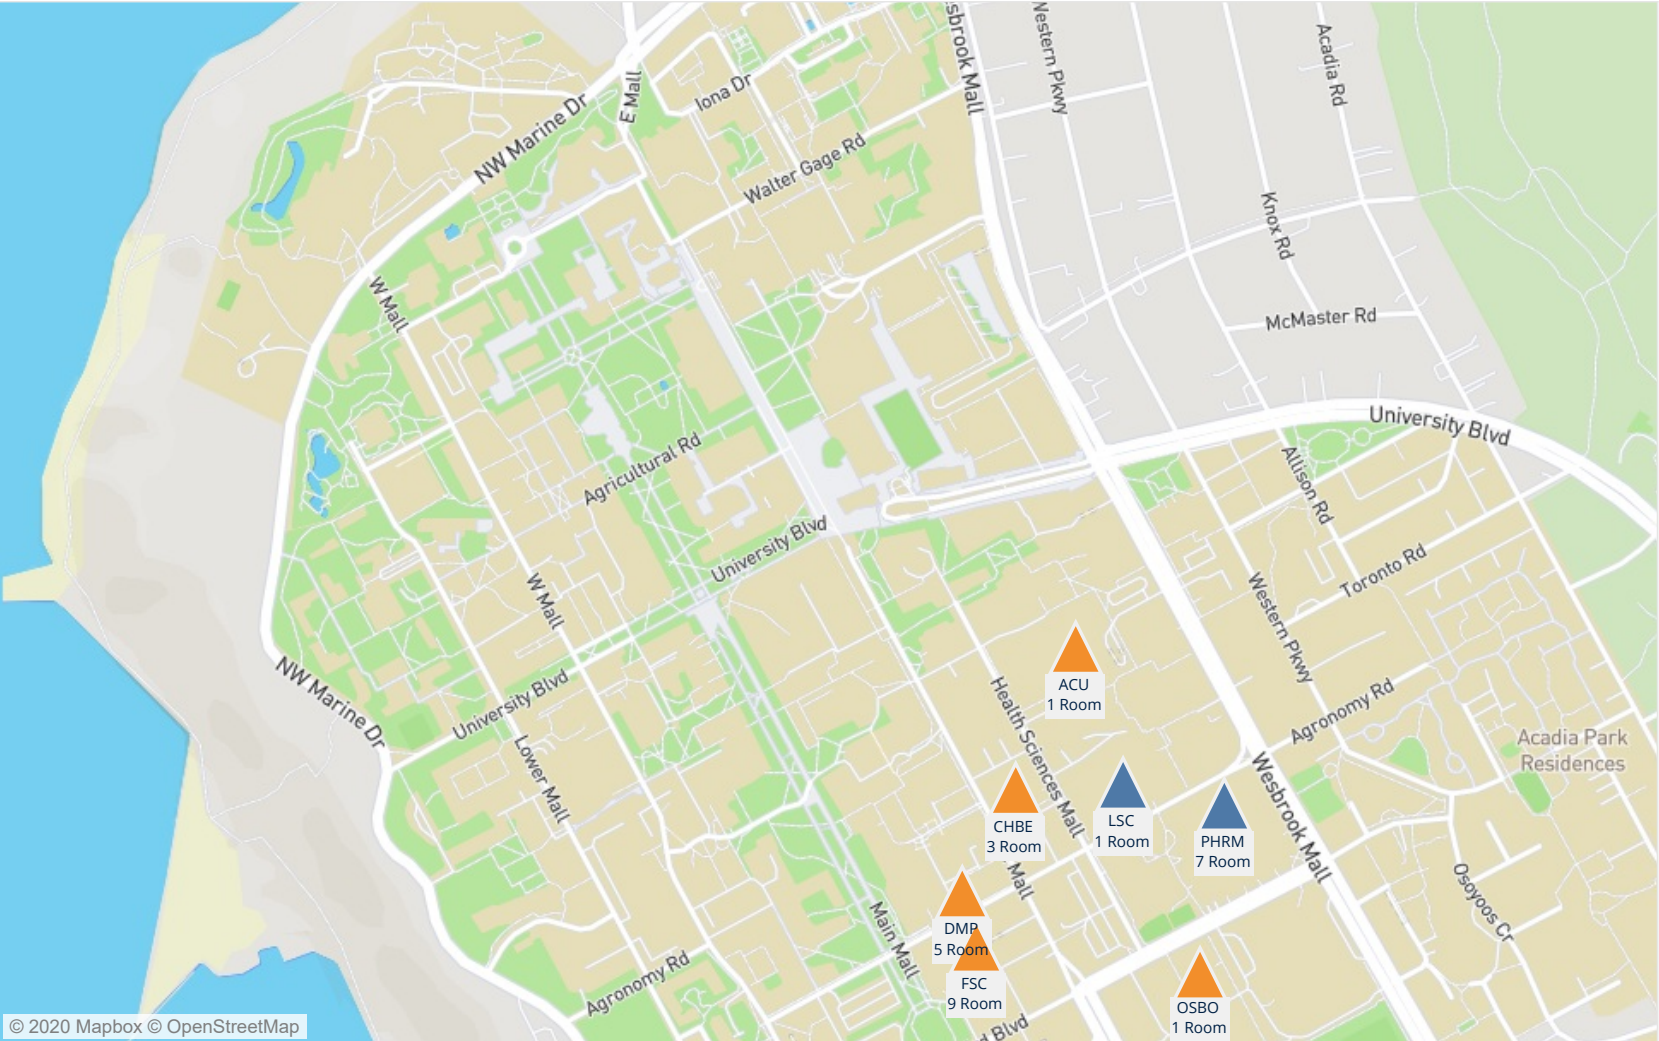 sbrook Mall
Western Pkwy
Acadia Rd
E Mall
Iona Dr
NW Marine Dr
Walter Gage Rd
Knox Rd
W Mall
McMaster Rd
University Blvd
Agricultural Rd
Allison Rd
University Blvd
Toronto Rd
W Mall
Western Pkwy
NW Marine Dr
University Blvd
Health Sciences Mall
ACU
1 Room
Agronomy Rd
Acadia Park
Residences
Lower Mall
Wesbrook Mall
CHBE
3 Room
LSC
1 Room
PHRM
7 Room
Mall
Osoyoos Cr
Main Mall
DMP
5 Room
Agronomy Rd
FSC
9 Room
OSBO
1 Room
d Blvd
© 2020 Mapbox © OpenStreetMap